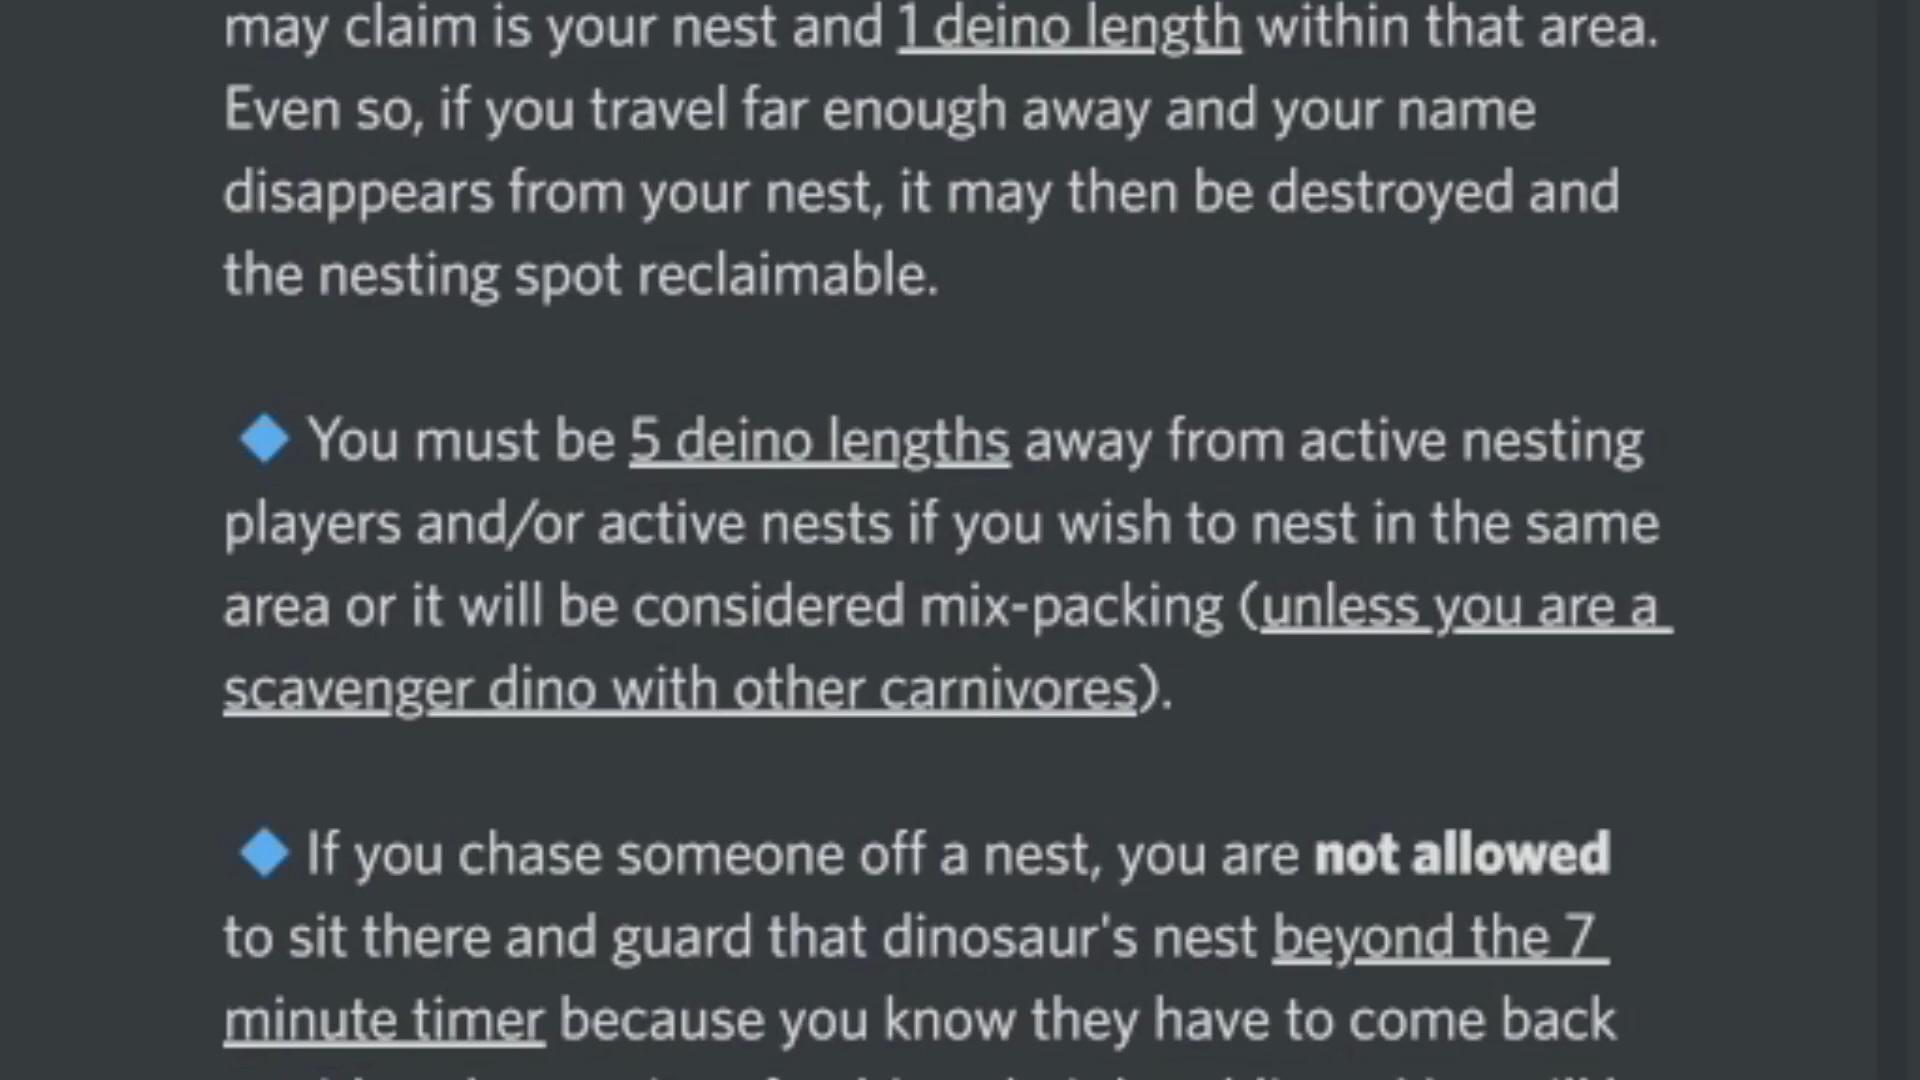 may claim is your nest and 1 deino length within that area.
Even so, if you travel far enough away and your name
disappears from your nest, it may then be destroyed and
the nesting spot reclaimable.
🔷 You must be 5 deino lengths away from active nesting
players and/or active nests if you wish to nest in the same
area or it will be considered mix-packing (unless you are a
scavenger dino with other carnivores).
🔷 If you chase someone off a nest, you are not allowed
to sit there and guard that dinosaur's nest beyond the 7
minute timer because you know they have to come back